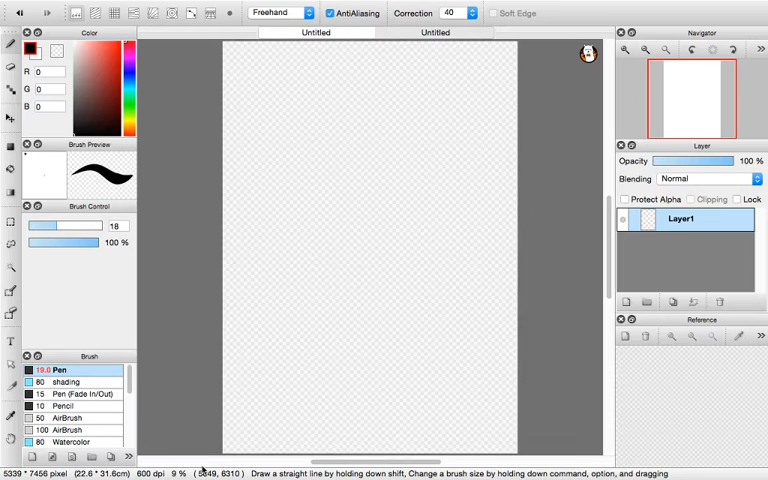 Freehand AntiAliasing Correction 40 Soft Edge
Color
Untitled
Untitled
Navigator
R 0
G 0
B 0
Brush Preview
Layer
Opacity 100 %
Blending Normal
Protect Alpha Clipping Lock
Brush Control
Layer1
18
100 %
Reference
Brush
19.0 Pen
80 shading
15 Pen (Fade In/Out)
10 Pencil
50 AirBrush
100 AirBrush
80 Watercolor
5339 * 7456 pixel (22.6 * 31.6cm) 600 dpi 9 % Draw a straight line by holding down shift, Change a brush size by holding down command, option, and dragging